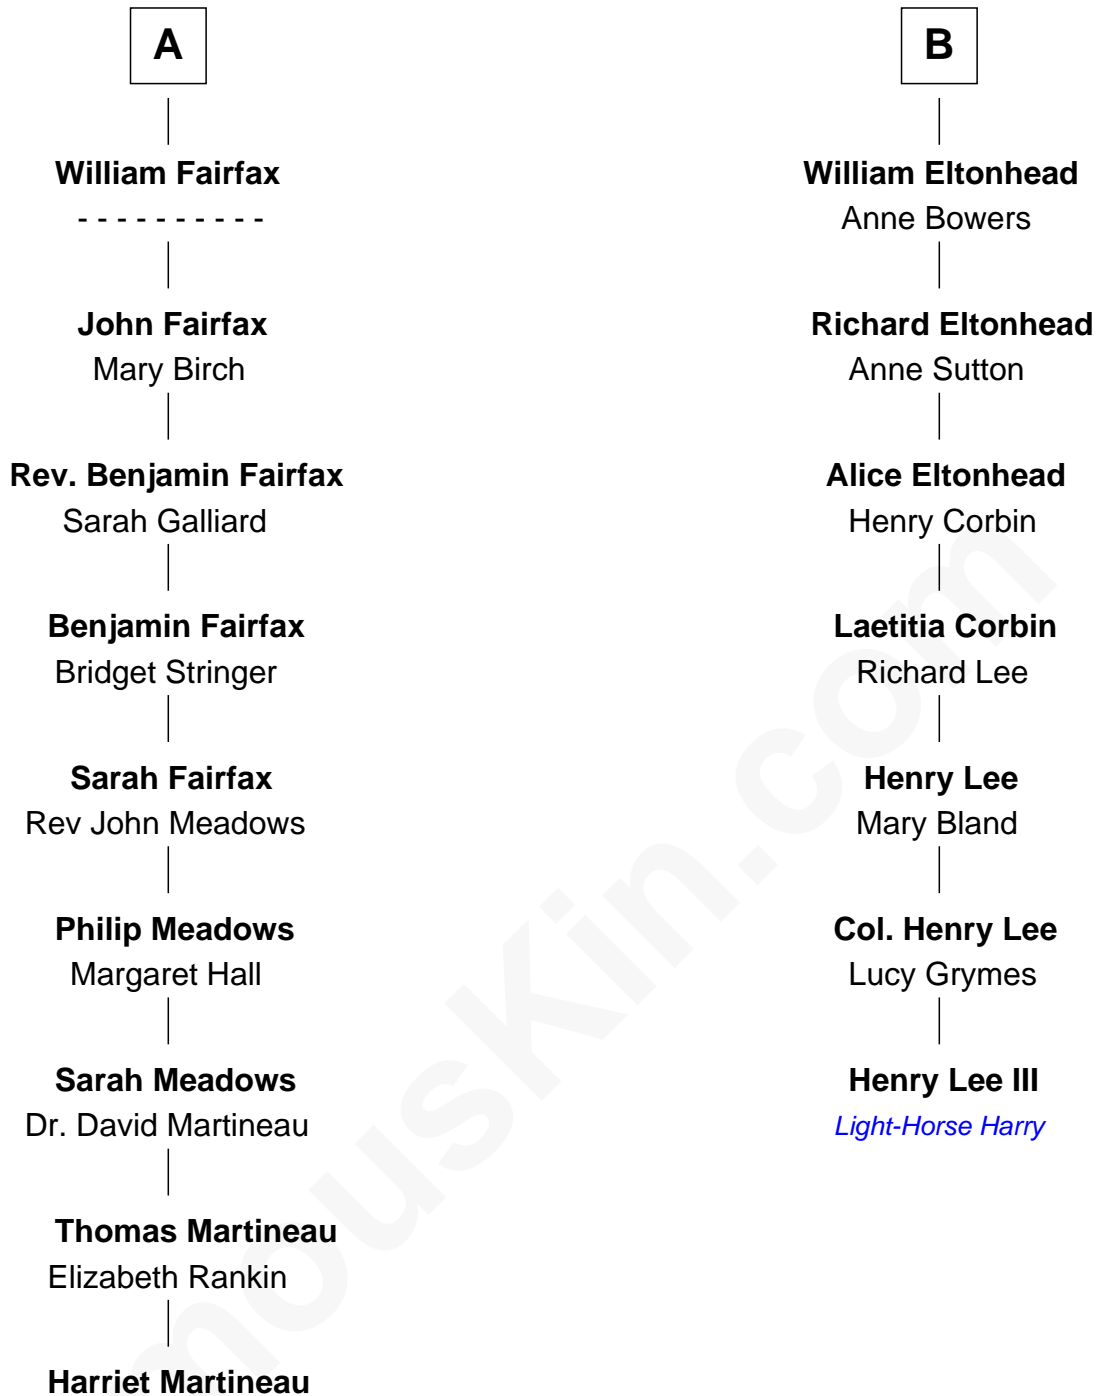 A
William Fairfax
- - - - - - - - - -
John Fairfax
Mary Birch
Rev. Benjamin Fairfax
Sarah Galliard
Benjamin Fairfax
Bridget Stringer
Sarah Fairfax
Rev John Meadows
Philip Meadows
Margaret Hall
Sarah Meadows
Dr. David Martineau
Thomas Martineau
Elizabeth Rankin
Harriet Martineau
B
William Eltonhead
Anne Bowers
Richard Eltonhead
Anne Sutton
Alice Eltonhead
Henry Corbin
Laetitia Corbin
Richard Lee
Henry Lee
Mary Bland
Col. Henry Lee
Lucy Grymes
Henry Lee III
Light-Horse Harry
mousKin.com